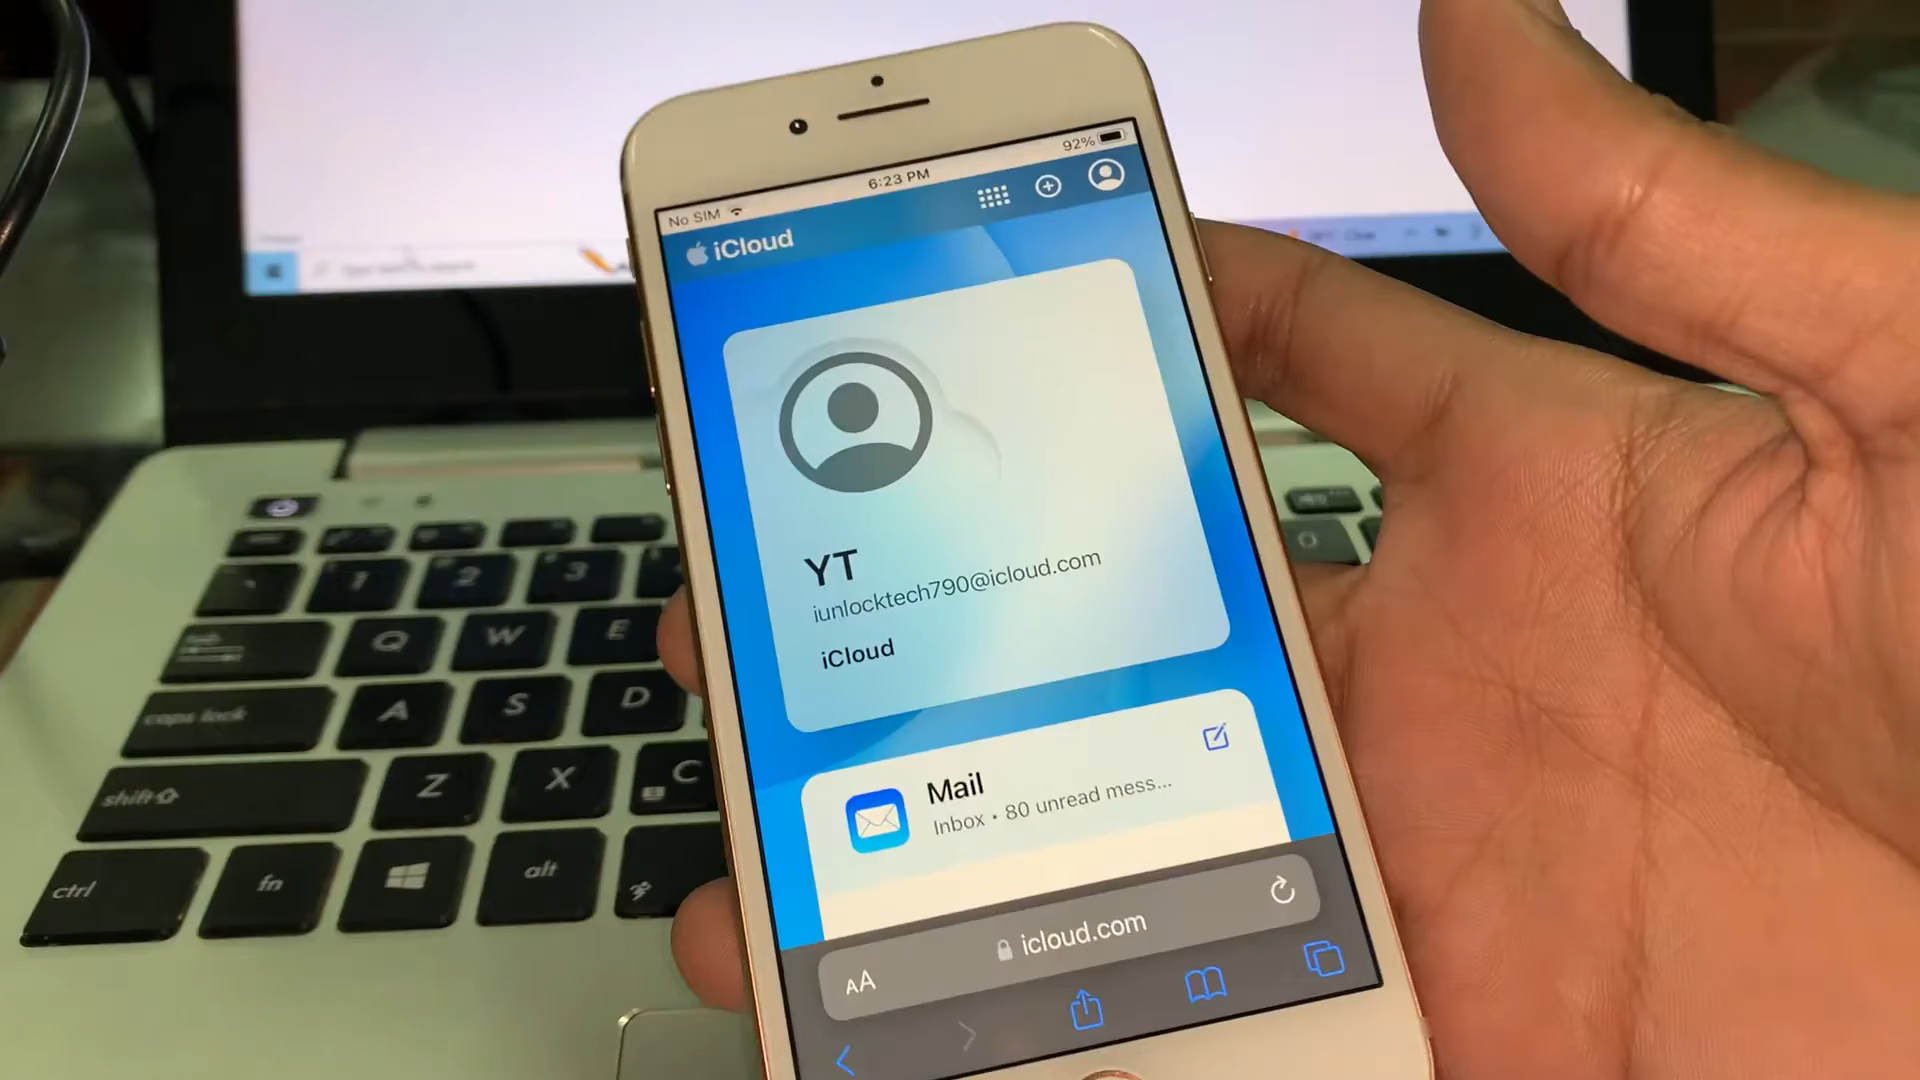 No SIM
6:23 PM
92%
iCloud
YT
iunlocktech790@icloud.com
iCloud
Mail
Inbox • 80 unread mess...
AA
icloud.com
1
2
3
tab
Q
W
E
caps lock
A
S
D
shift
Z
X
C
ctrl
fn
alt